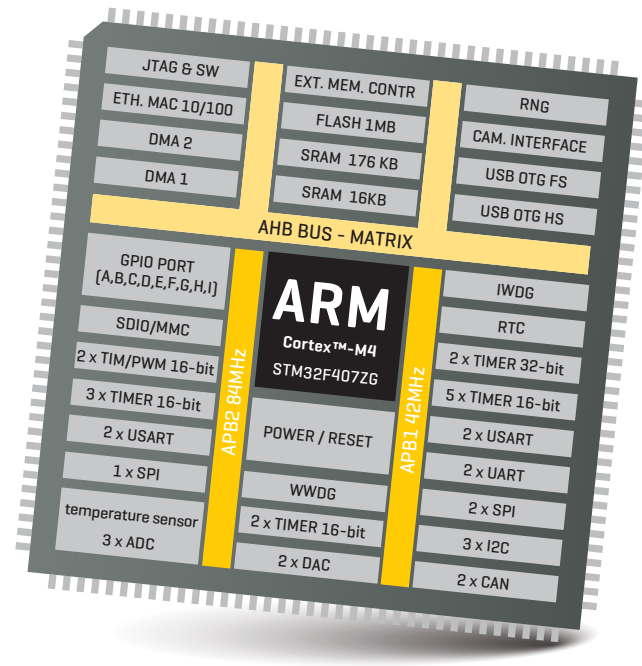 JTAG & SW
ETH. MAC 10/100
DMA 2
DMA 1
EXT. MEM. CONTR
FLASH 1MB
SRAM 176 KB
SRAM 16KB
RNG
CAM. INTERFACE
USB OTG FS
USB OTG HS
AHB BUS - MATRIX
GPIO PORT
(A,B,C,D,E,F,G,H,I)
SDIO/MMC
2 x TIM/PWM 16-bit
3 x TIMER 16-bit
2 x USART
1 x SPI
temperature sensor
3 x ADC
APB2 84MHz
ARM
Cortex™-M4
STM32F407ZG
POWER / RESET
WWDG
2 x TIMER 16-bit
2 x DAC
APB1 42MHz
IWDG
RTC
2 x TIMER 32-bit
5 x TIMER 16-bit
2 x USART
2 x UART
2 x SPI
3 x I2C
2 x CAN